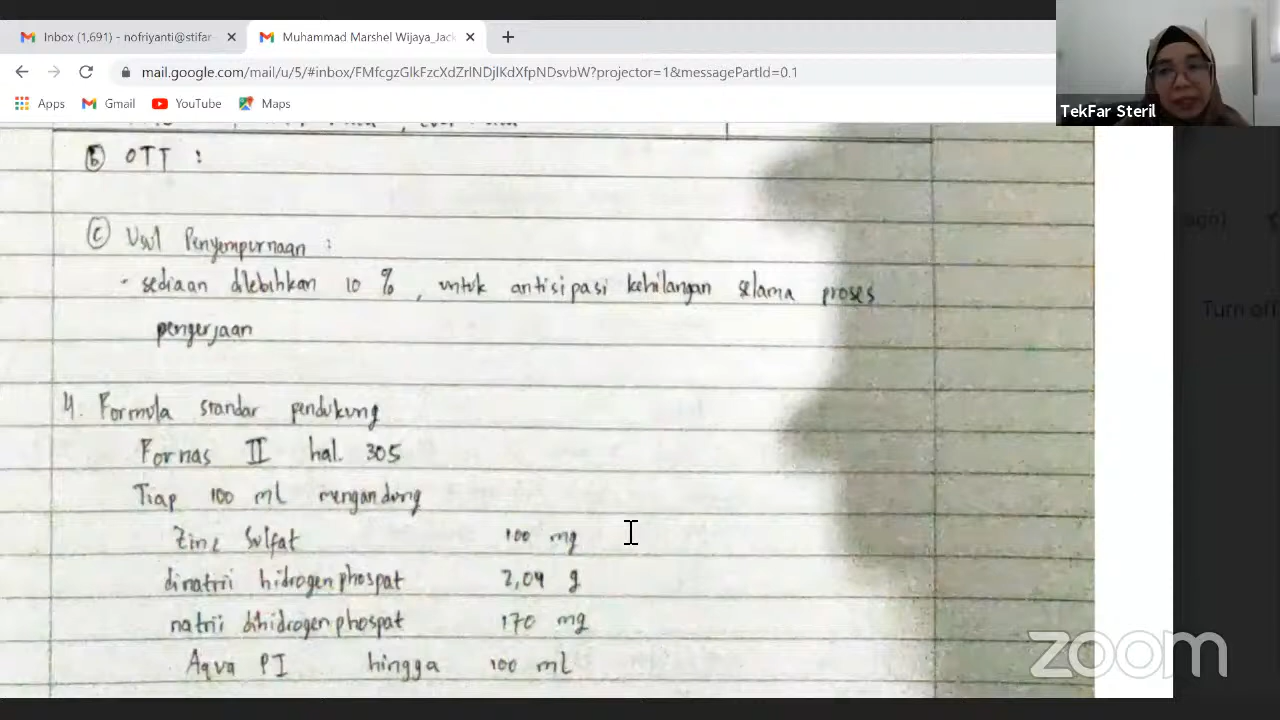 Inbox (1,691) - nofriyanti@stifar
Muhammad Marshel Wijaya_Jack
mail.google.com/mail/u/5/#inbox/FMfcgzGlkFzcXdZrlNDjlKdXfpNDsvbW?projector=1&messagePartId=0.1
Apps Gmail YouTube Maps
TekFar Steril
B OTT :
C Usul Penyempurnaan :
- sediaan dilebihkan 10 %, untuk antisipasi kehilangan selama proses
pengerjaan
4. Formula standar pendukung
Fornas II hal. 305
Tiap 100 ml mengandung
Zinc Sulfat 100 mg
dinatrii hidrogen phospat 2,04 g
natrii dihidrogen phospat 170 mg
Aqua PI hingga 100 ml
ago)
Turn off
zoom